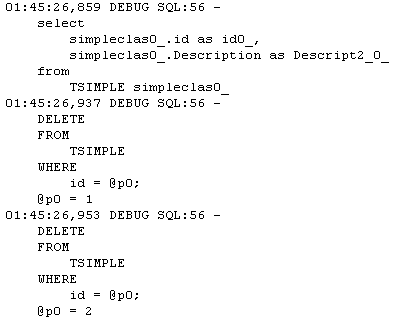 01:45:26,859 DEBUG SQL:56 -
select
simpleclas0_.id as id0_,
simpleclas0_.Description as Descript2_0_
from
TSIMPLE simpleclas0_
01:45:26,937 DEBUG SQL:56 -
DELETE
FROM
TSIMPLE
WHERE
id = @p0;
@p0 = 1
01:45:26,953 DEBUG SQL:56 -
DELETE
FROM
TSIMPLE
WHERE
id = @p0;
@p0 = 2